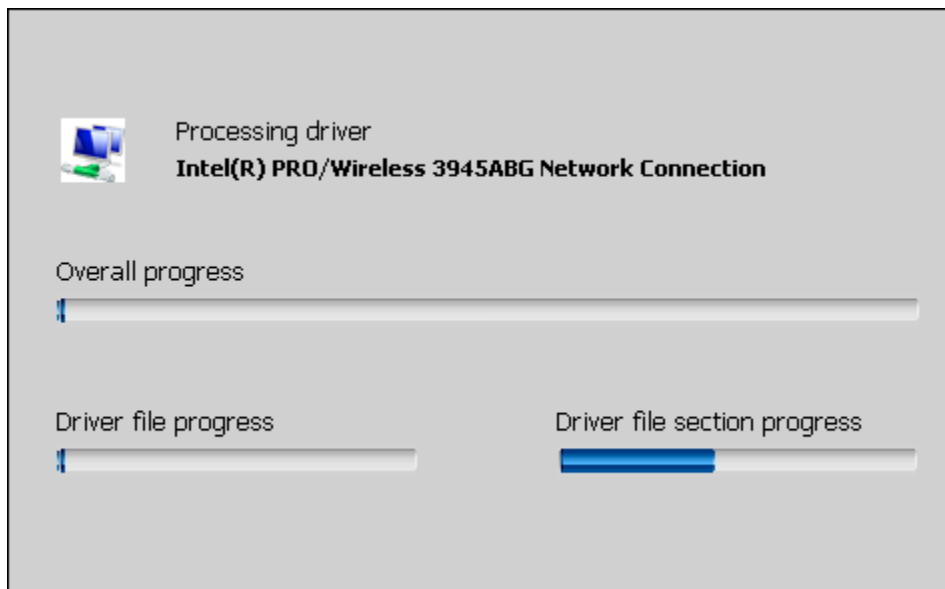 Processing driver
Intel(R) PRO/Wireless 3945ABG Network Connection
Overall progress
Driver file progress
Driver file section progress